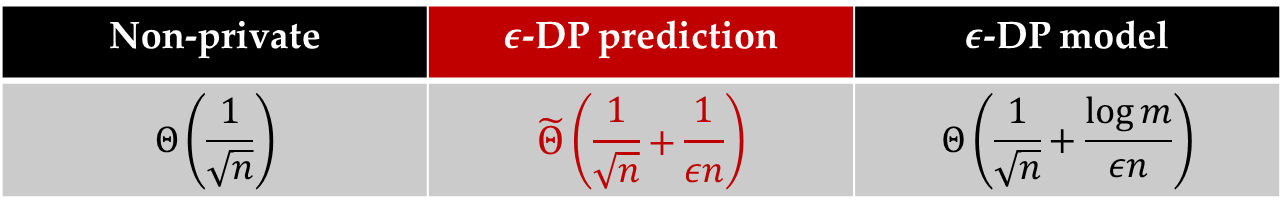 Non-private ϵ-DP prediction ϵ-DP model
Θ(1/√n) Θ̃(1/√n + 1/ϵn) Θ(1/√n + log m/ϵn)